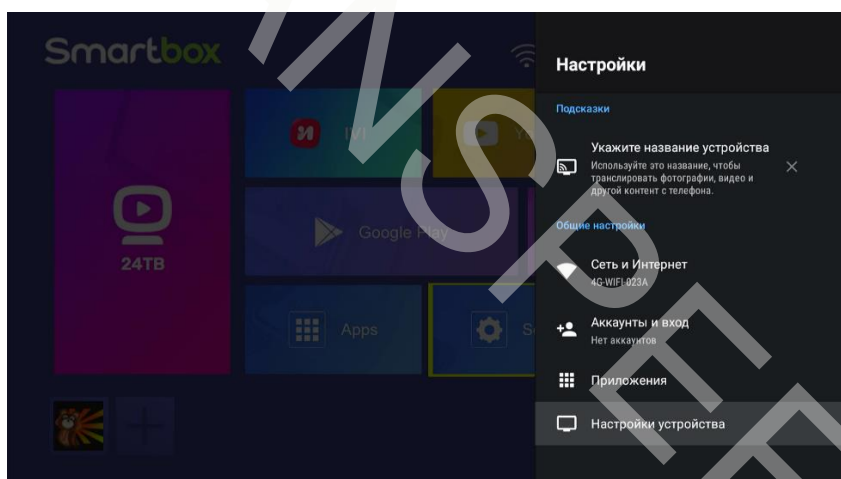 Smartbox
Настройки
Подсказки
Укажите название устройства
Используйте это название, чтобы
транслировать фотографии, видео и
другой контент с телефона.
Общие настройки
Сеть и Интернет
4G-WIFI-023A
Аккаунты и вход
Нет аккаунтов
Приложения
Настройки устройства
IVI
24ТВ
Google Play
Apps
INSPEE